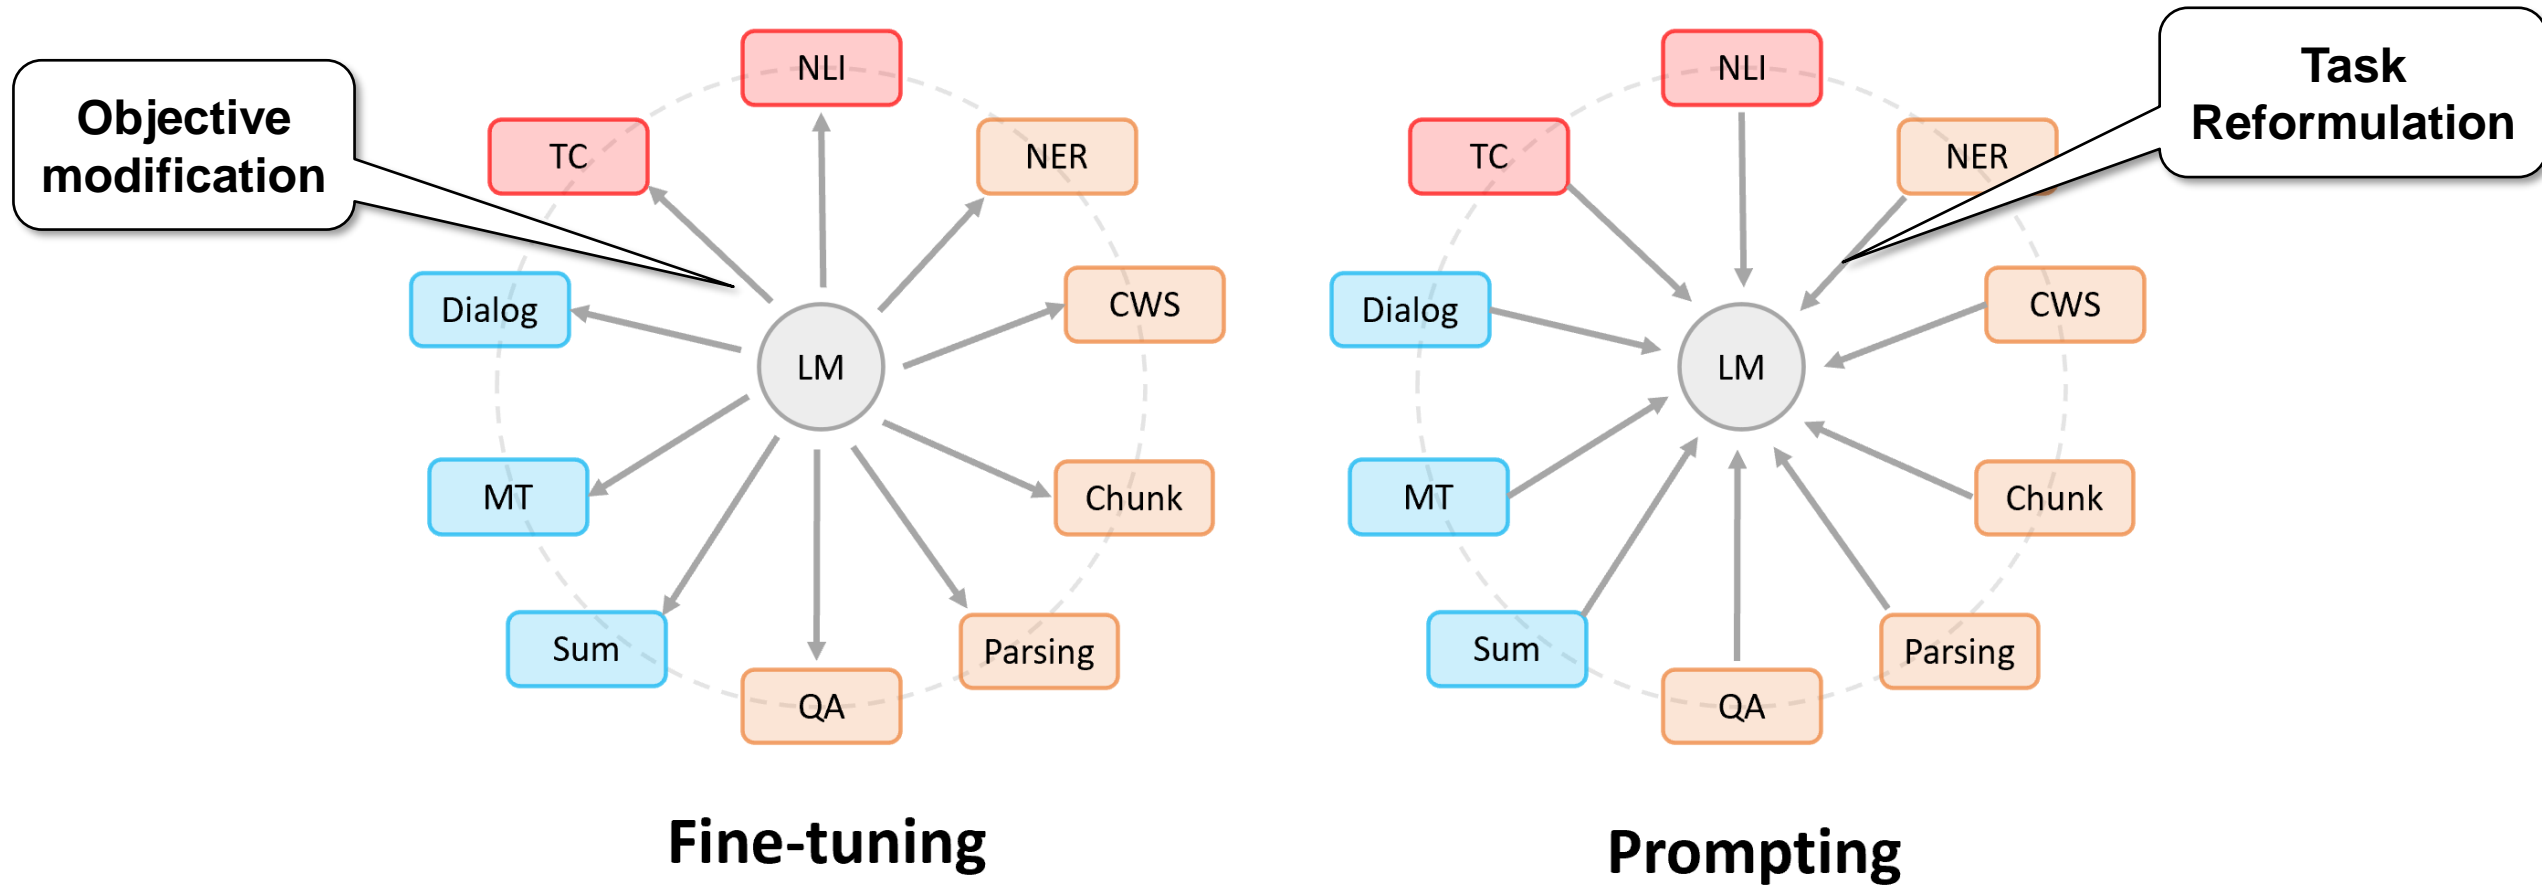 Objective
modification
NLI
TC
NER
Dialog
CWS
LM
MT
Chunk
Sum
Parsing
QA
Fine-tuning
Task
Reformulation
NLI
TC
NER
Dialog
CWS
LM
MT
Chunk
Sum
Parsing
QA
Prompting